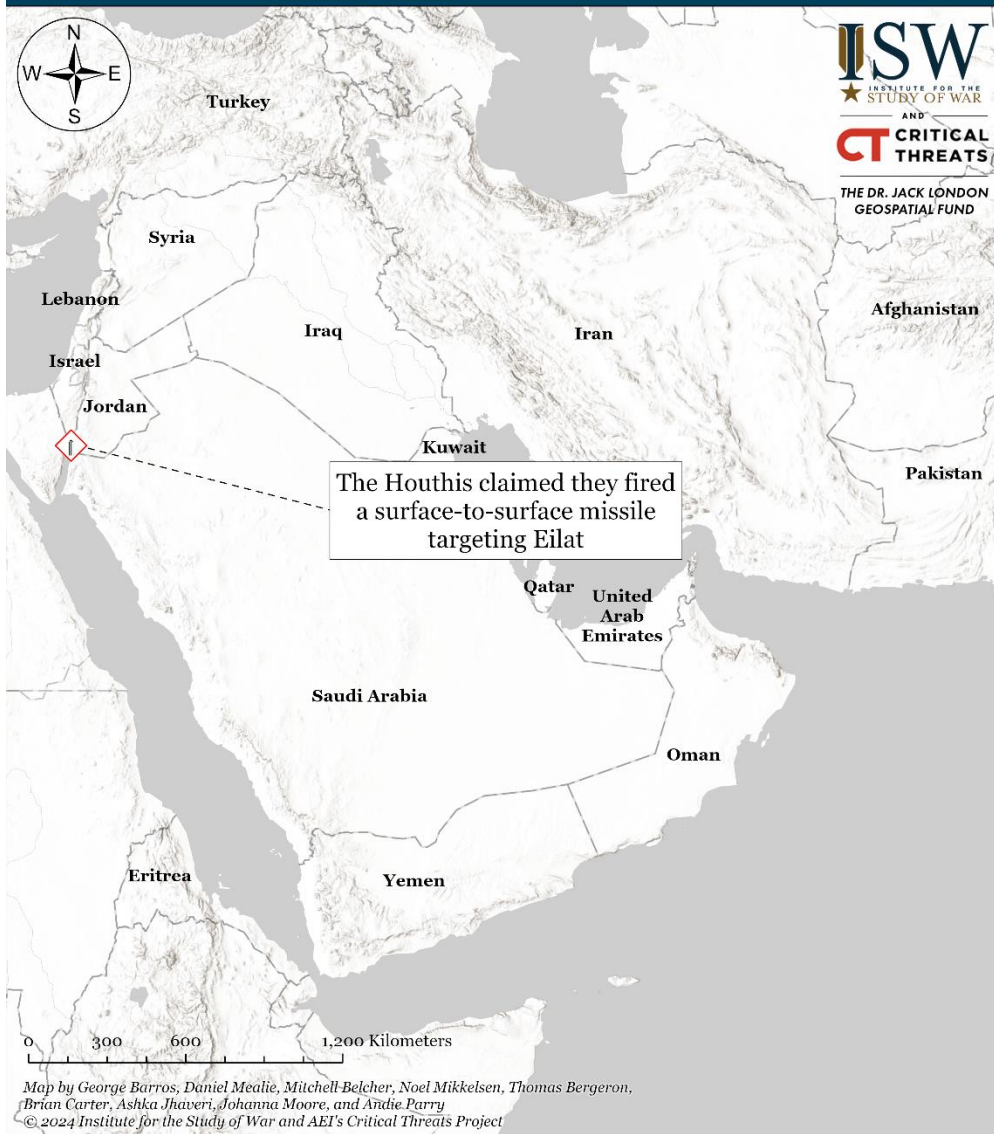 N
W
E
S
ISW
INSTITUTE FOR THE
STUDY OF WAR
AND
CT CRITICAL
THREATS
THE DR. JACK LONDON
GEOSPATIAL FUND
Turkey
Syria
Lebanon
Iraq
Iran
Afghanistan
Israel
Jordan
Kuwait
Pakistan
The Houthis claimed they fired
a surface-to-surface missile
targeting Eilat
Qatar
United
Arab
Emirates
Saudi Arabia
Oman
Eritrea
Yemen
0 300 600 1,200 Kilometers
Map by George Barros, Daniel Mealie, Mitchell Belcher, Noel Mikkelsen, Thomas Bergeron,
Brian Carter, Ashka Jhaveri, Johanna Moore, and Andie Parry
© 2024 Institute for the Study of War and AEI's Critical Threats Project